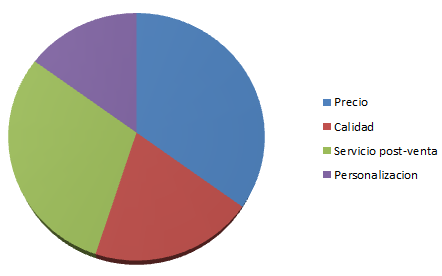 Precio
Calidad
Servicio post-venta
Personalizacion